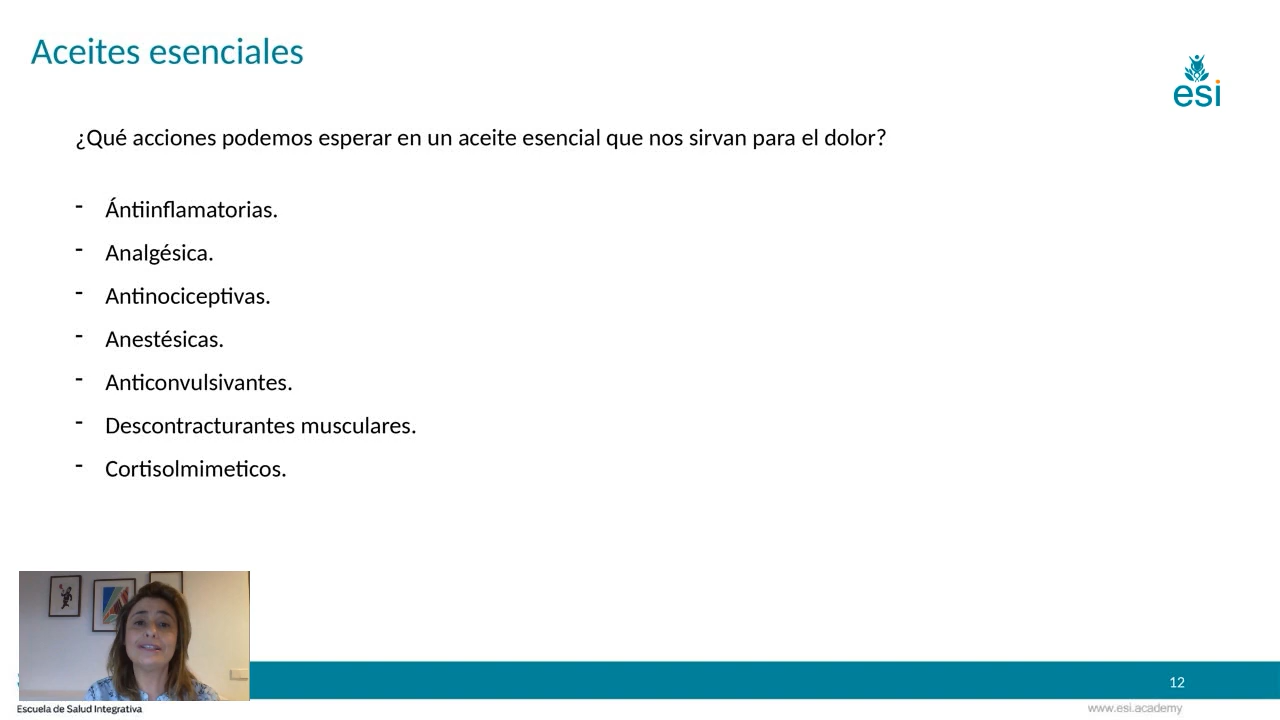 Aceites esenciales
esi
¿Qué acciones podemos esperar en un aceite esencial que nos sirvan para el dolor?
- Ántiinflamatorias.
- Analgésica.
- Antinociceptivas.
- Anestésicas.
- Anticonvulsivantes.
- Descontracturantes musculares.
- Cortisolmimeticos.
12
Escuela de Salud Integrativa
www.esi.academy